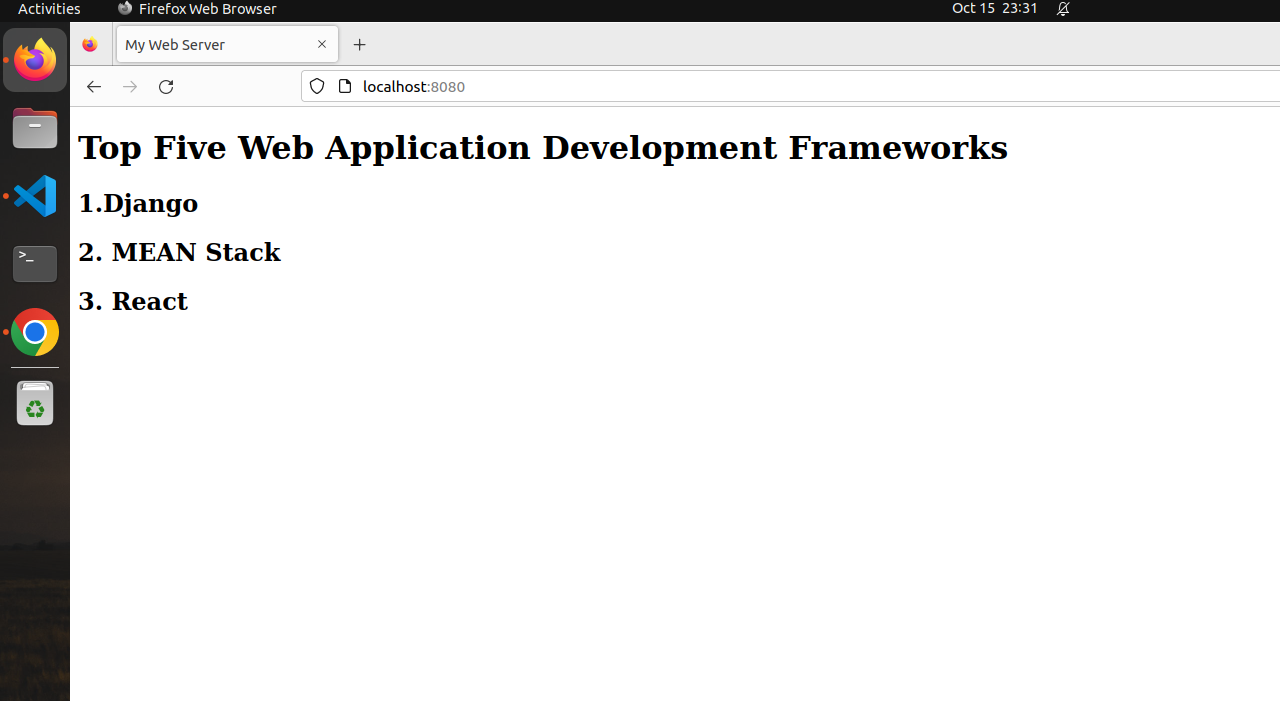 Activities Firefox Web Browser Oct 15 23:31
My Web Server
localhost:8080
Top Five Web Application Development Frameworks
1.Django
2. MEAN Stack
3. React
>_